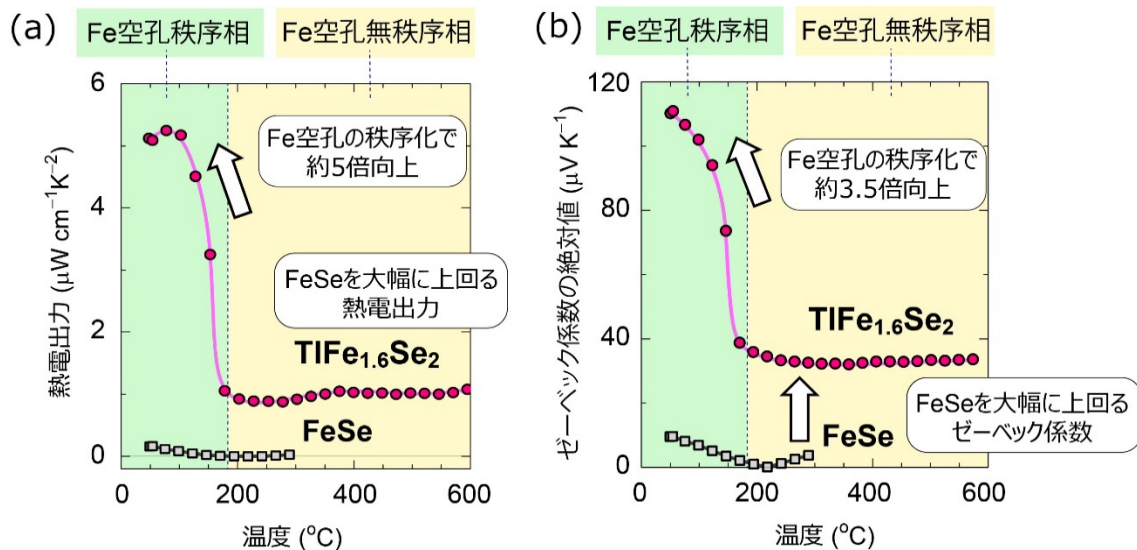 (a)
Fe空孔秩序相
Fe空孔無秩序相
6
4
2
0
熱電出力 (μW cm⁻¹K⁻²)
Fe空孔の秩序化で
約5倍向上
FeSeを大幅に上回る
熱電出力
TlFe₁.₆Se₂
FeSe
0
200
400
600
温度 (°C)
(b)
Fe空孔秩序相
Fe空孔無秩序相
120
80
40
0
ゼーベック係数の絶対値 (μV K⁻¹)
Fe空孔の秩序化で
約3.5倍向上
TlFe₁.₆Se₂
FeSeを大幅に上回る
ゼーベック係数
FeSe
0
200
400
600
温度 (°C)